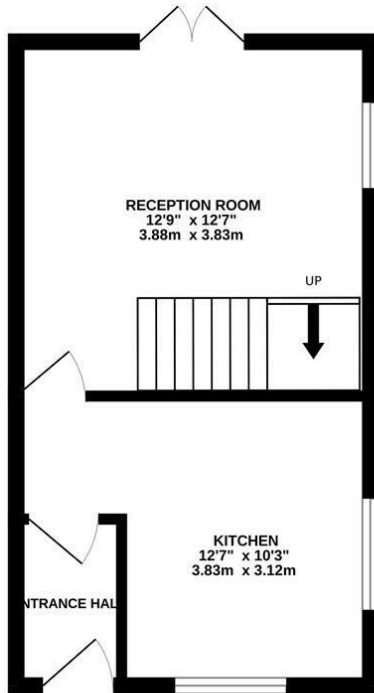 RECEPTION ROOM
12'9" x 12'7"
3.88m x 3.83m
UP
KITCHEN
12'7" x 10'3"
3.83m x 3.12m
NTRANCE HAL